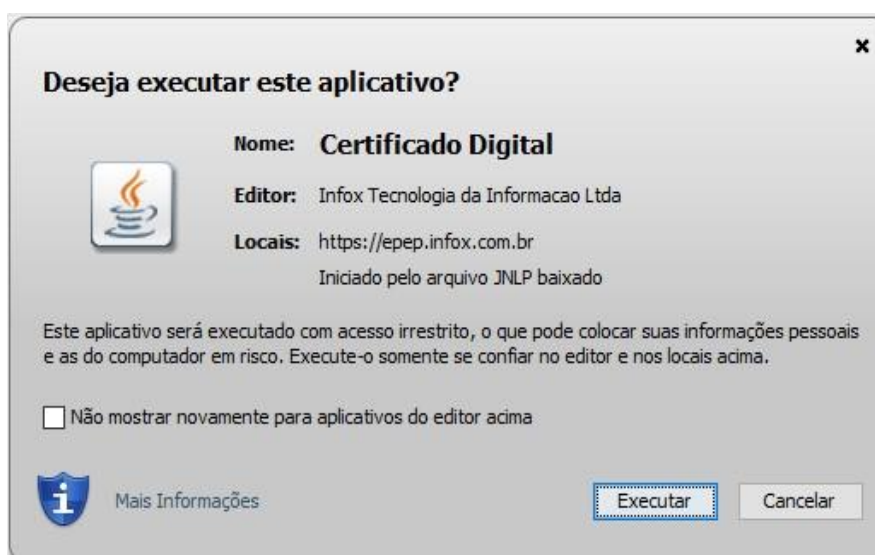 Deseja executar este aplicativo?
Nome: Certificado Digital
Editor: Infox Tecnologia da Informacao Ltda
Locais: https://epep.infox.com.br
Iniciado pelo arquivo JNLP baixado
Este aplicativo será executado com acesso irrestrito, o que pode colocar suas informações pessoais
e as do computador em risco. Execute-o somente se confiar no editor e nos locais acima.
Não mostrar novamente para aplicativos do editor acima
Mais Informações
Executar
Cancelar